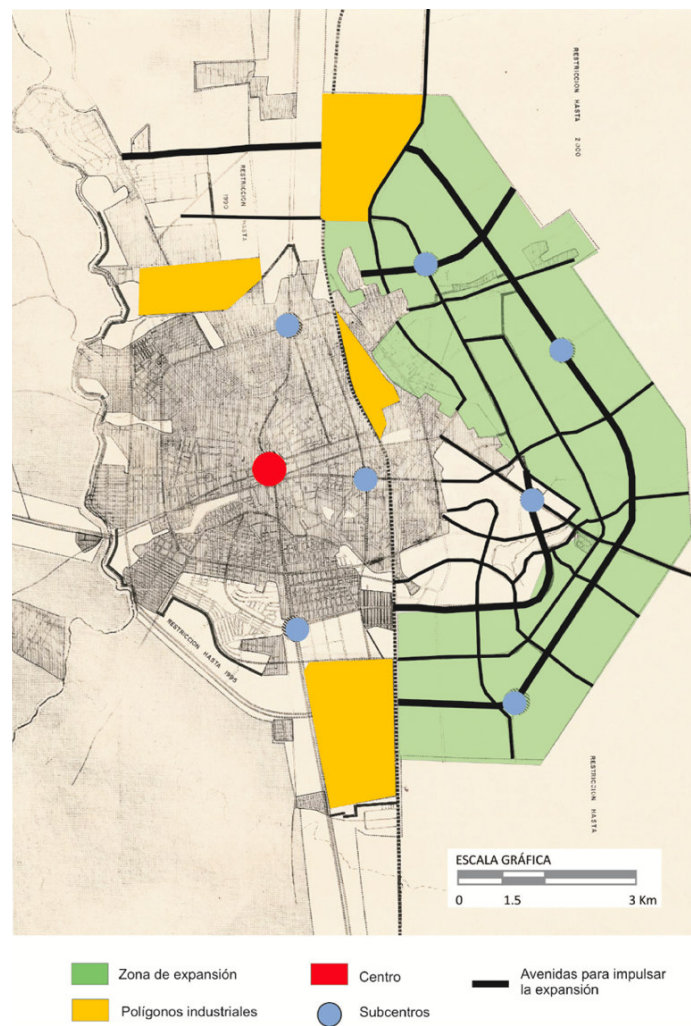 RESTRICCION HASTA 2000
RESTRICCION HASTA
1990
RESTRICCION HASTA 1995
RESTRICCION HASTA
ESCALA GRÁFICA
0 1.5 3 Km
Zona de expansión
Centro
Avenidas para impulsar
la expansión
Polígonos industriales
Subcentros